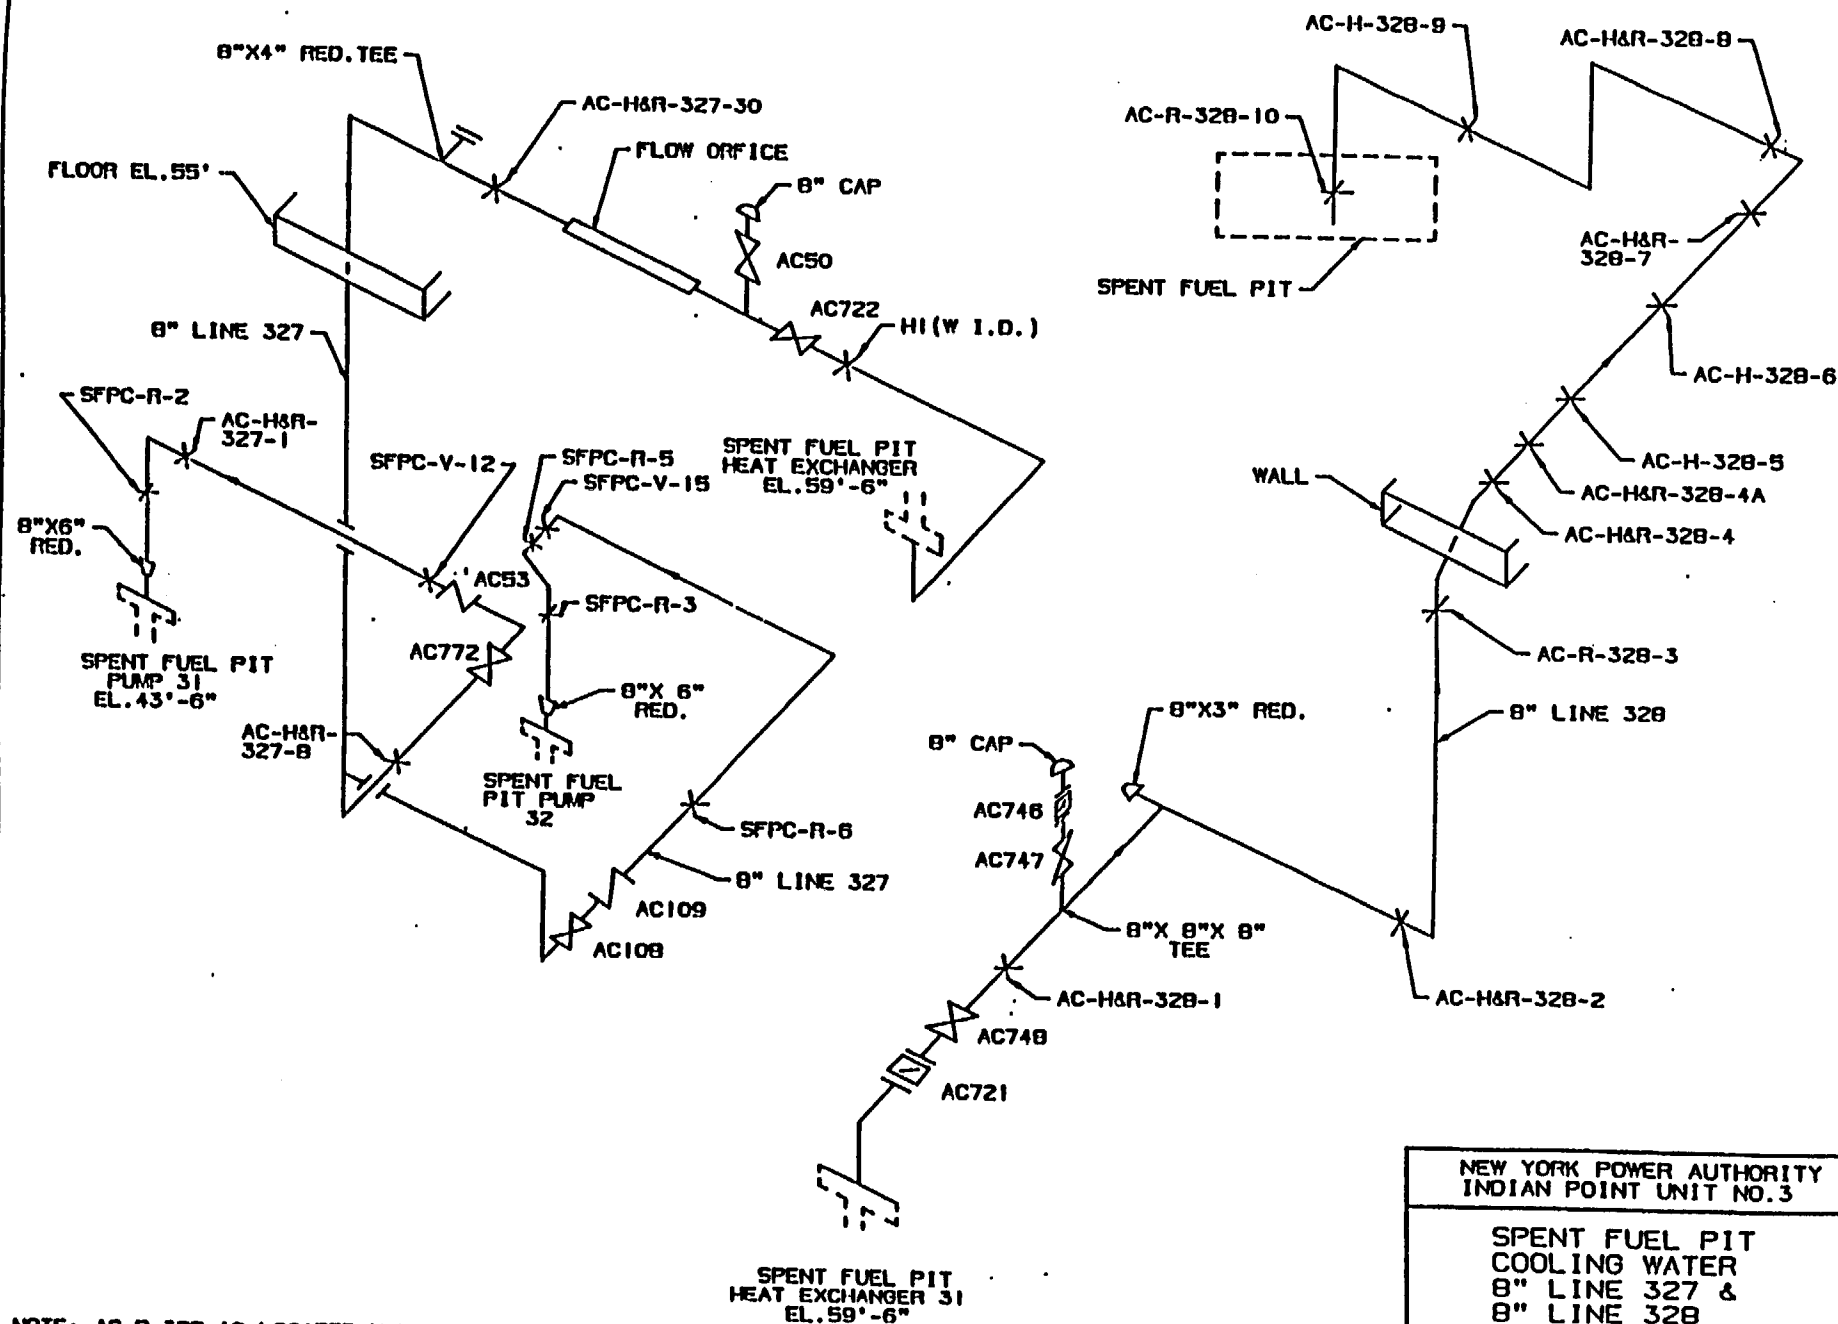 8"X4" RED.TEE
AC-H&R-327-30
FLOW ORFICE
FLOOR EL.55'
8" CAP
AC50
AC722
HI(W I.D.)
8" LINE 327
SFPC-R-2
AC-H&R-
327-1
SFPC-V-12
SFPC-R-5
SFPC-V-15
SPENT FUEL PIT
HEAT EXCHANGER
EL.59'-6"
8"X6"
RED.
AC53
SFPC-R-3
AC772
SPENT FUEL PIT
PUMP 31
EL.43'-6"
8"X 6"
RED.
AC-H&R-
327-8
SPENT FUEL
PIT PUMP
32
SFPC-R-6
8" LINE 327
AC109
AC108
AC-H-328-9
AC-H&R-328-8
AC-R-328-10
AC-H&R-
328-7
SPENT FUEL PIT
AC-H-328-6
AC-H-328-5
WALL
AC-H&R-328-4A
AC-H&R-328-4
AC-R-328-3
8"X3" RED.
8" LINE 328
8" CAP
AC746
AC747
8"X 8"X 8"
TEE
AC-H&R-328-1
AC-H&R-328-2
AC748
AC721
SPENT FUEL PIT
HEAT EXCHANGER 31
EL.59'-6"
NEW YORK POWER AUTHORITY
INDIAN POINT UNIT NO.3
SPENT FUEL PIT
COOLING WATER
8" LINE 327 &
8" LINE 328